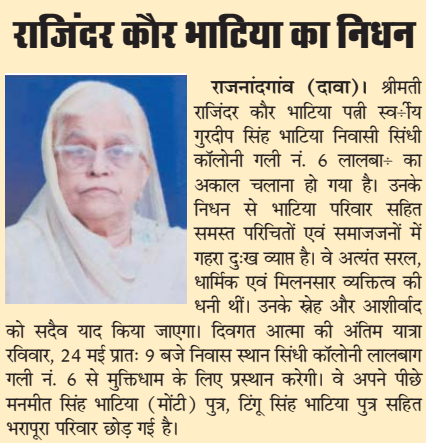 राजिंदर कौर भाटिया का निधन
राजनांदगांव (दावा)। श्रीमती
राजिंदर कौर भाटिया पत्नी स्व÷ीय
गुरदीप सिंह भाटिया निवासी सिंधी
कॉलोनी गली नं. 6 लालबा÷ का
अकाल चलाना हो गया है। उनके
निधन से भाटिया परिवार सहित
समस्त परिचितों एवं समाजजनों में
गहरा दुःख व्याप्त है। वे अत्यंत सरल,
धार्मिक एवं मिलनसार व्यक्तित्व की
धनी थीं। उनके स्नेह और आशीर्वाद
को सदैव याद किया जाएगा। दिवगत आत्मा की अंतिम यात्रा
रविवार, 24 मई प्रातः 9 बजे निवास स्थान सिंधी कॉलोनी लालबाग
गली नं. 6 से मुक्तिधाम के लिए प्रस्थान करेगी। वे अपने पीछे
मनमीत सिंह भाटिया (मोंटी) पुत्र, टिंगू सिंह भाटिया पुत्र सहित
भरापूरा परिवार छोड़ गई है।